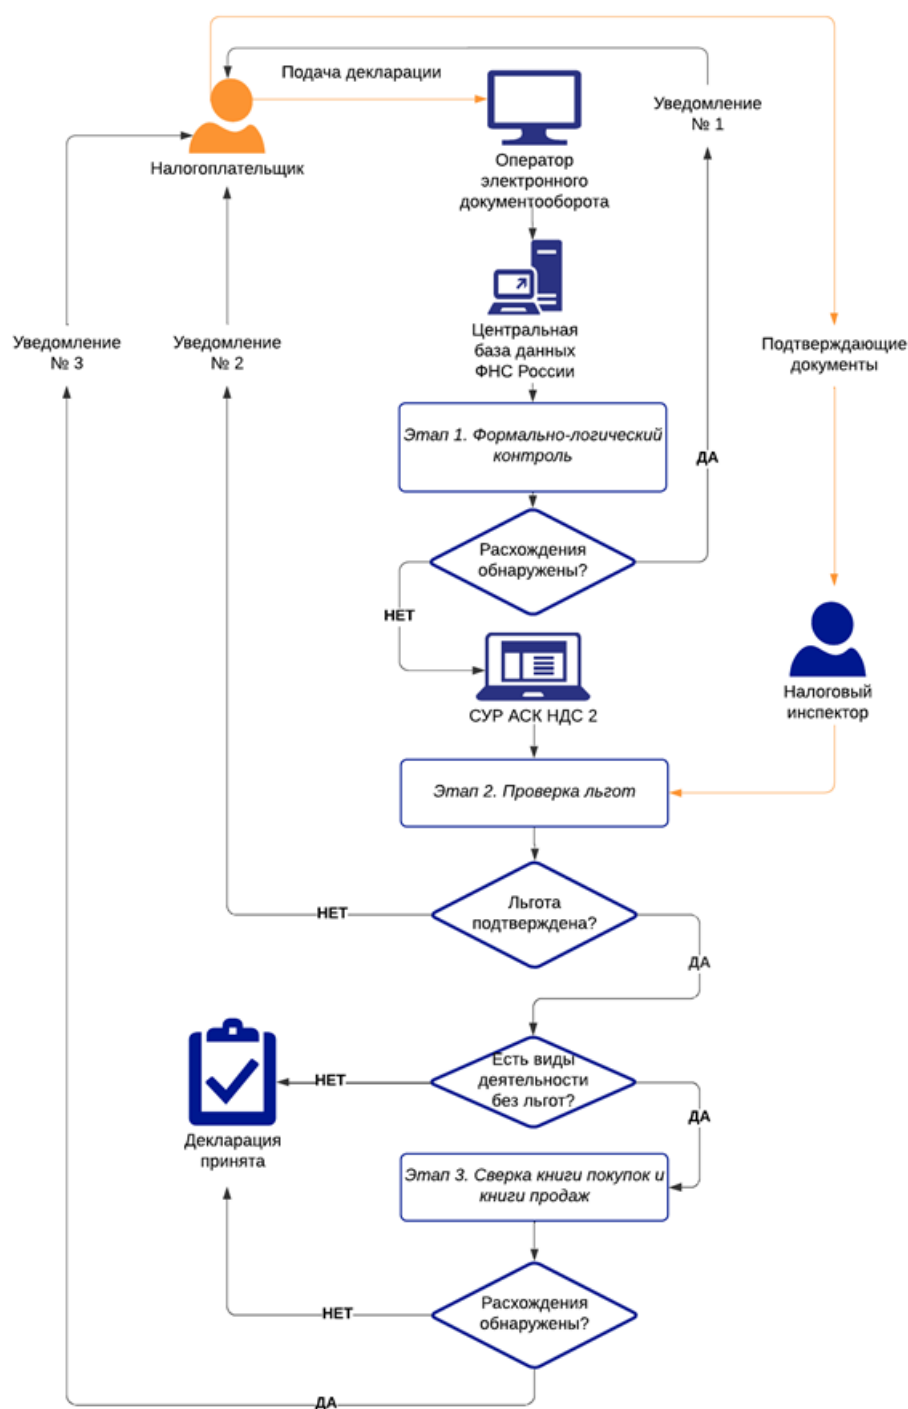 Подача декларации
Уведомление
№ 1
Налогоплательщик
Оператор
электронного
документооборота
Уведомление
№ 3
Уведомление
№ 2
Центральная
база данных
ФНС России
Подтверждающие
документы
Этап 1. Формально-логический
контроль
ДА
Расхождения
обнаружены?
НЕТ
СУР АСК НДС 2
Налоговый
инспектор
Этап 2. Проверка льгот
Льгота
подтверждена?
НЕТ
ДА
Есть виды
деятельности
без льгот?
НЕТ
ДА
Декларация
принята
Этап 3. Сверка книги покупок и
книги продаж
Расхождения
обнаружены?
НЕТ
ДА